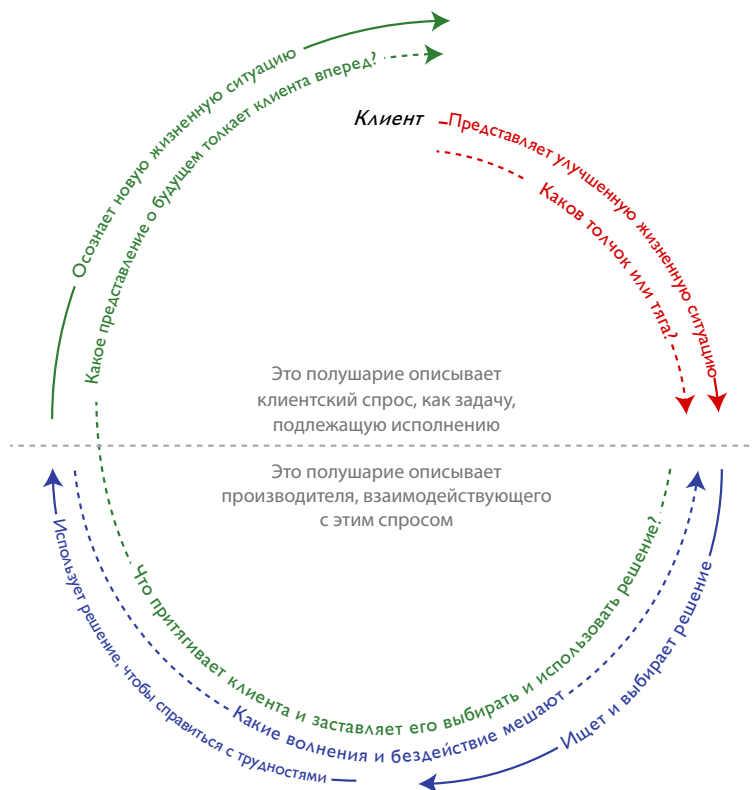 Клиент
Представляет улучшенную жизненную ситуацию
Каков толчок или тяга?
Осознает новую жизненную ситуацию
Какое представление о будущем толкает клиента вперед?
Это полушарие описывает
клиентский спрос, как задачу,
подлежащую исполнению
Это полушарие описывает
производителя, взаимодействующего
с этим спросом
Ищет и выбирает решение
Что притягивает клиента и заставляет его выбирать и использовать решение?
Какие волнения и бездействие мешают
Использует решение, чтобы справиться с трудностями